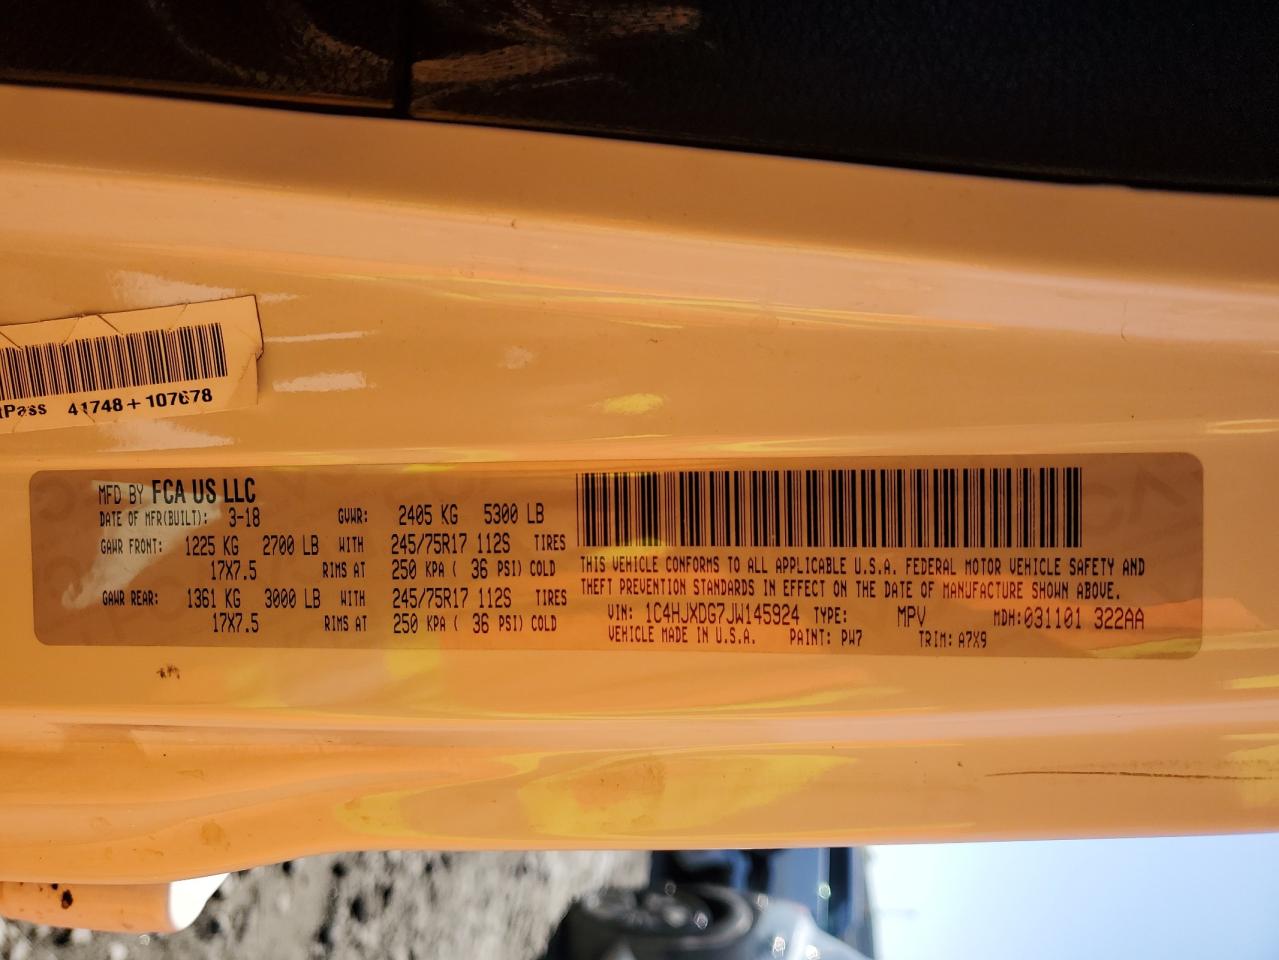 41748+107678
MFD BY FCA US LLC
DATE OF MFR(BUILT): 3-18 GVWR: 2405 KG 5300 LB
GAWR FRONT: 1225 KG 2700 LB WITH 245/75R17 112S TIRES
17X7.5 RIMS AT 250 KPA ( 36 PSI) COLD
GAWR REAR: 1361 KG 3000 LB WITH 245/75R17 112S TIRES
17X7.5 RIMS AT 250 KPA ( 36 PSI) COLD
THIS VEHICLE CONFORMS TO ALL APPLICABLE U.S.A. FEDERAL MOTOR VEHICLE SAFETY AND
THEFT PREVENTION STANDARDS IN EFFECT ON THE DATE OF MANUFACTURE SHOWN ABOVE.
VIN: 1C4HJXDG7JW145924 TYPE: MPV MDH:031101 322AA
VEHICLE MADE IN U.S.A. PAINT: PW7 TRIM: A7X9